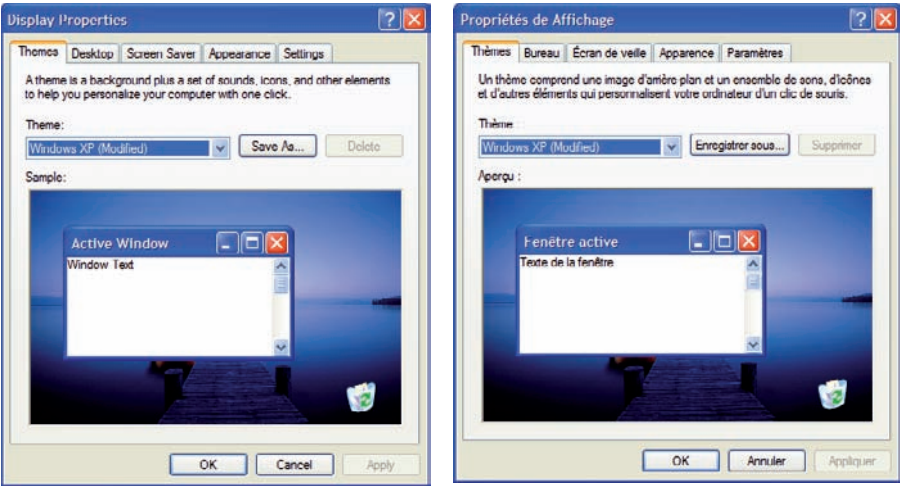 Display Properties
Themes Desktop Screen Saver Appearance Settings
A theme is a background plus a set of sounds, icons, and other elements
to help you personalize your computer with one click.
Theme:
Windows XP (Modified) Save As... Delete
Sample:
Active Window
Window Text
OK Cancel Apply
Propriétés de Affichage
Thèmes Bureau Écran de veille Apparence Paramètres
Un thème comprend une image d'arrière plan et un ensemble de sons, d'icônes
et d'autres éléments qui personnalisent votre ordinateur d'un clic de souris.
Thème
Windows XP (Modified) Enregistrer sous... Supprimer
Aperçu :
Fenêtre active
Texte de la fenêtre
OK Annuler Appliquer